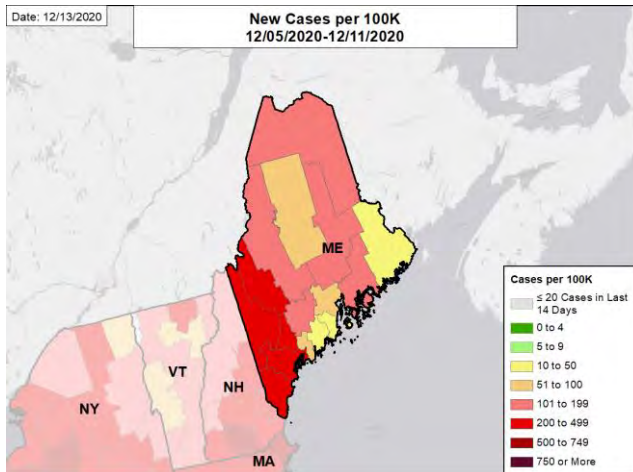 Date: 12/13/2020
New Cases per 100K
12/05/2020-12/11/2020
ME
VT
NH
NY
MA
Cases per 100K
≤ 20 Cases in Last
14 Days
0 to 4
5 to 9
10 to 50
51 to 100
101 to 199
200 to 499
500 to 749
750 or More